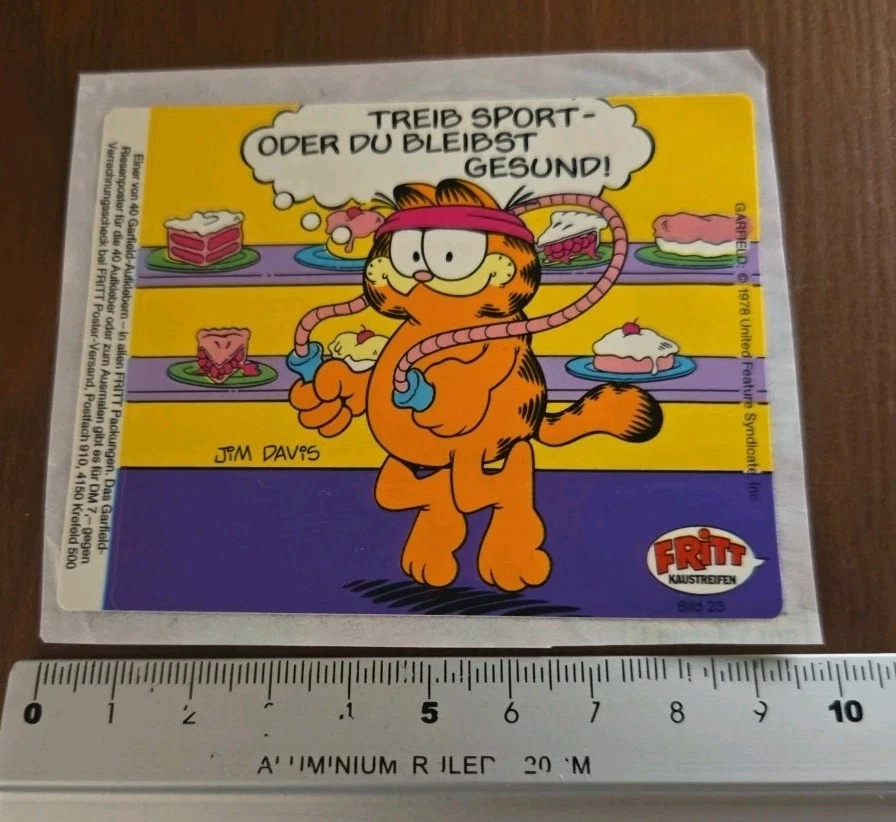 TREIB SPORT-
ODER DU BLEIBST
GESUND!
Einer von 40 Garfield-Aufklebern – in allen FRITT Packungen. Das Garfield-
Riesenposter für die 40 Aufkleber oder zum Ausmalen gibt es für DM 7,– gegen
Verrechnungsscheck bei FRITT Poster-Versand, Postfach 910, 4150 Krefeld 500
GARFIELD: © 1978 United Feature Syndicate, Inc.
JIM DAVIS
FRITT
KAUSTREIFEN
Bild 23
0 1 2 5 6 7 8 9 10
20